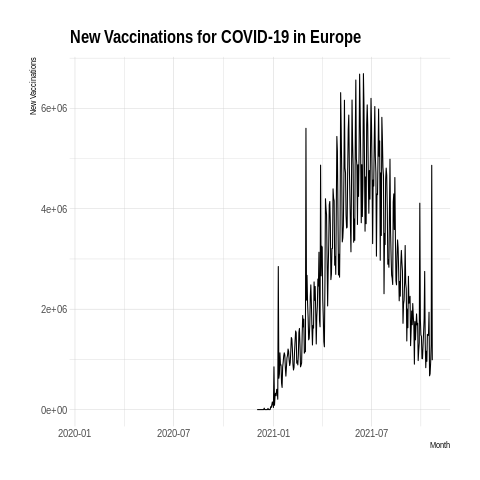 New Vaccinations for COVID-19 in Europe
New Vaccinations
6e+06
4e+06
2e+06
0e+00
2020-01 2020-07 2021-01 2021-07
Month